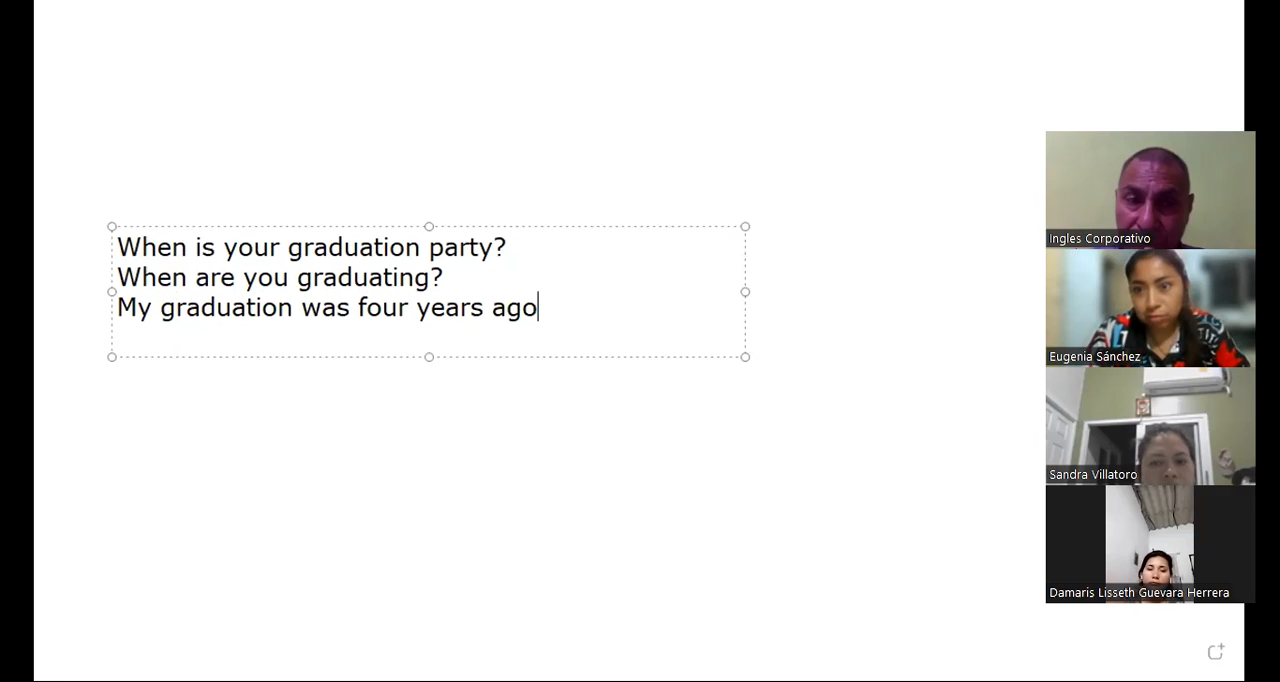 When is your graduation party?
When are you graduating?
My graduation was four years ago
Ingles Corporativo
Eugenia Sánchez
Sandra Villatoro
Damaris Lisseth Guevara Herrera